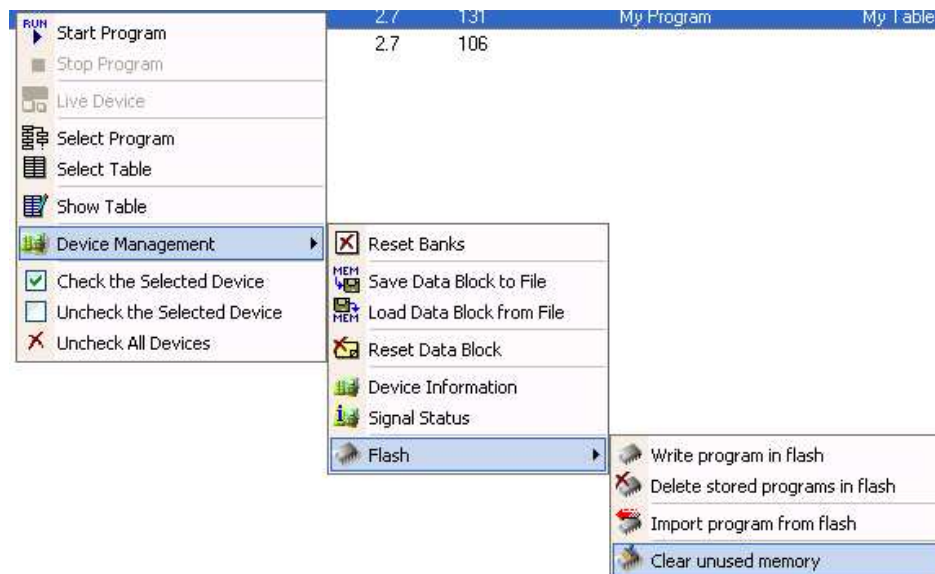 2.7 131 My Program My Table
RUN
Start Program
2.7 106
Stop Program
Live Device
Select Program
Select Table
Show Table
Device Management
Reset Banks
Check the Selected Device
MEM
Save Data Block to File
Uncheck the Selected Device
Load Data Block from File
MEM
Uncheck All Devices
Reset Data Block
Device Information
Signal Status
Flash
Write program in flash
Delete stored programs in flash
Import program from flash
Clear unused memory